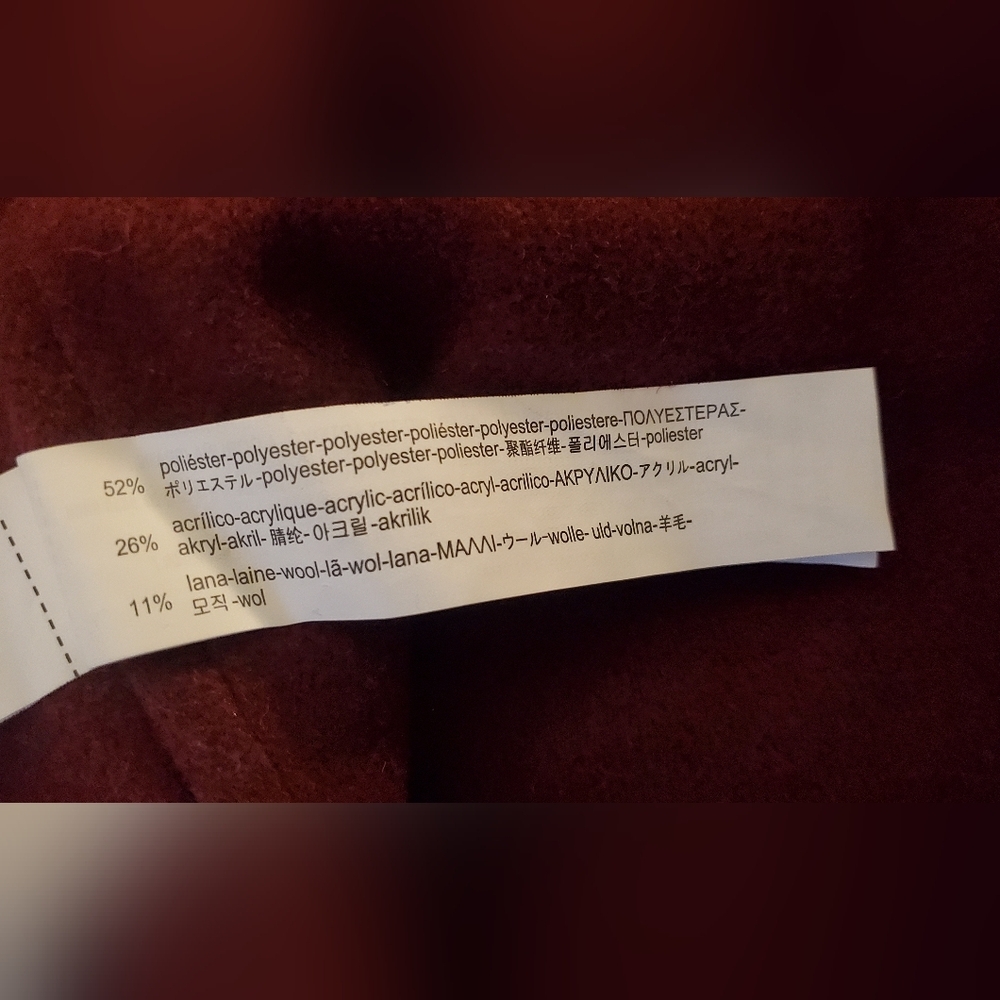 poliéster-polyester-polyester-poliéster-polyester-poliestere-ΠΟΛΥΕΣΤΕΡΑΣ-
52% ポリエステル-polyester-polyester-poliester-聚酯纤维-폴리에스터-poliester
acrílico-acrylique-acrylic-acrílico-acryl-acrilico-ΑΚΡΥΛΙΚΟ-アクリル-acryl-
26% akryl-akril- 腈纶- 아크릴 -akrilik
lana-laine-wool-lã-wol-lana-ΜΑΛΛΙ-ウール-wolle- uld-volna-羊毛-
11% 모직 -wol